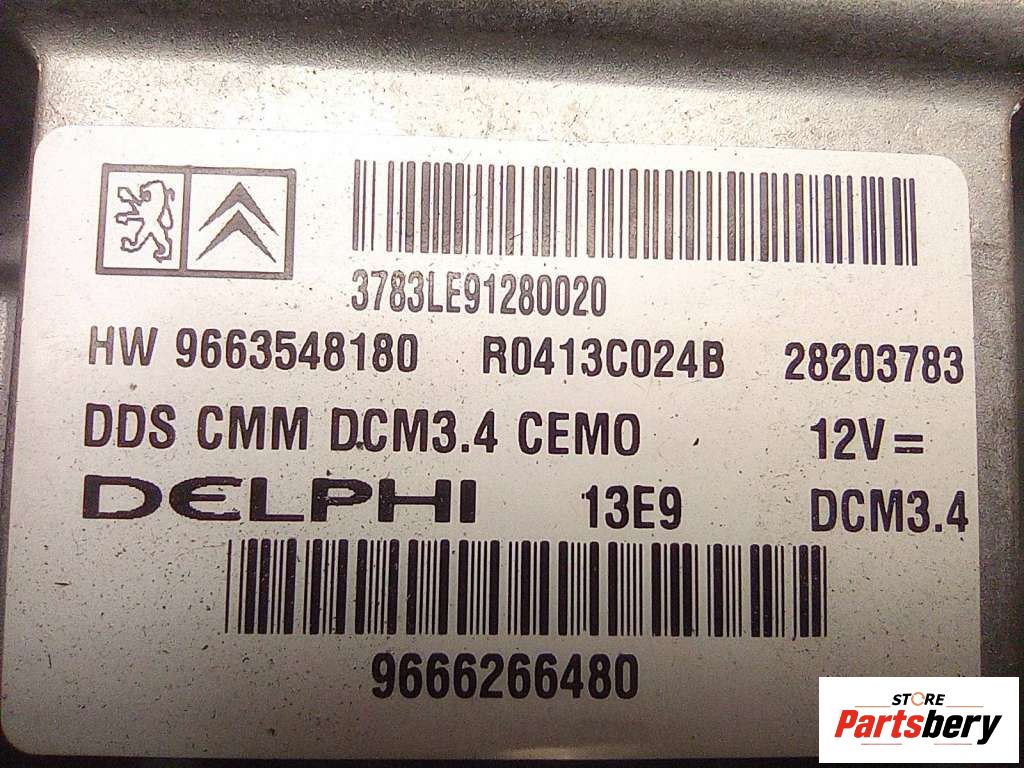 3783LE91280020
HW 9663548180 R0413C024B 28203783
DDS CMM DCM3.4 CEMO 12V=
DELPHI 13E9 DCM3.4
9666266480
STORE
Partsbery